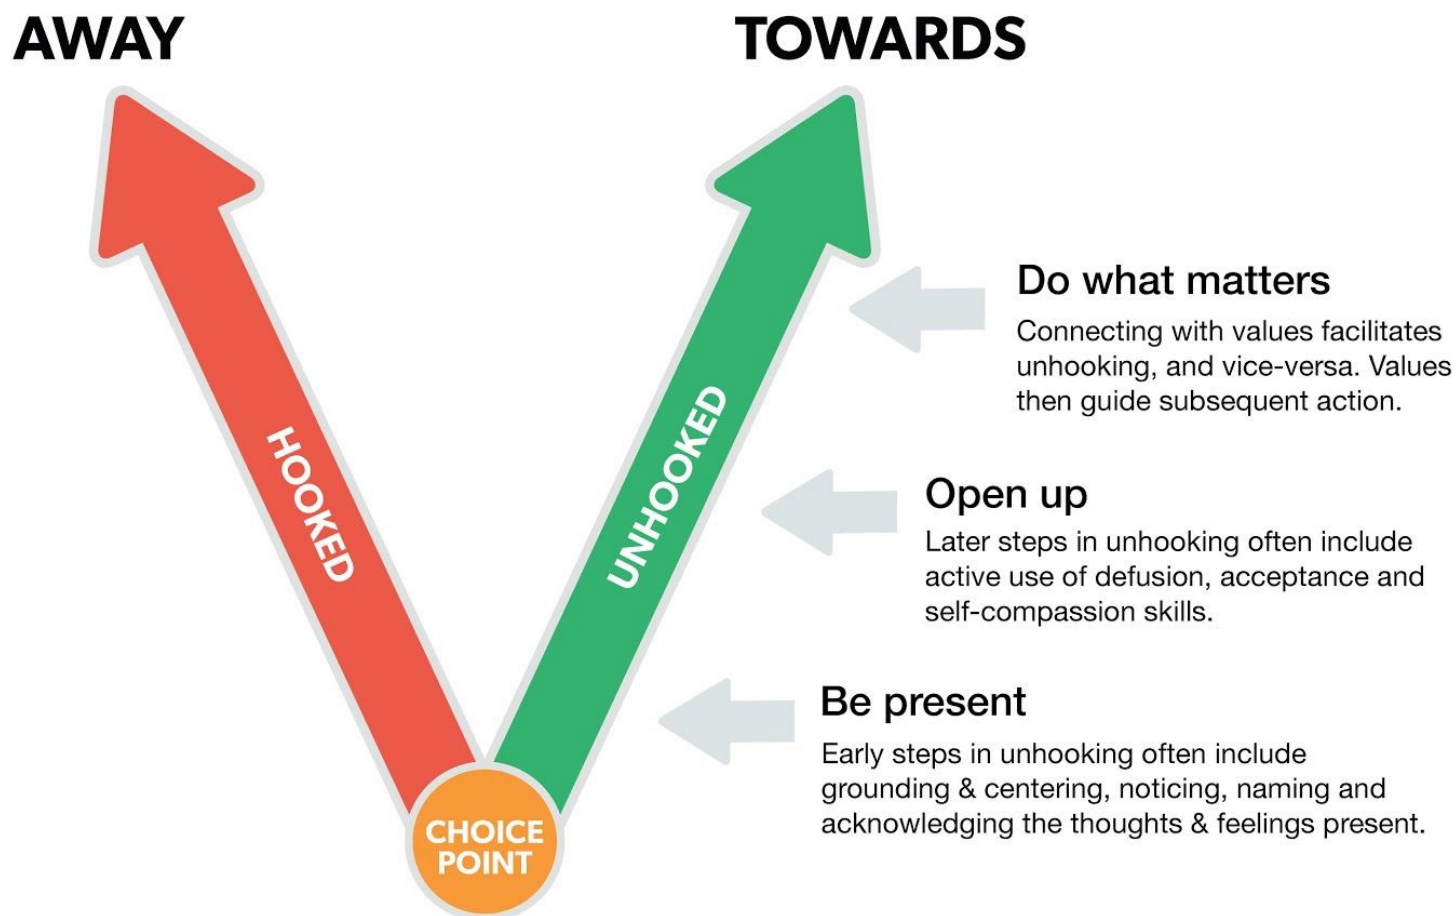 AWAY
TOWARDS
HOOKED
UNHOOKED
Do what matters
Connecting with values facilitates
unhooking, and vice-versa. Values
then guide subsequent action.
Open up
Later steps in unhooking often include
active use of defusion, acceptance and
self-compassion skills.
Be present
Early steps in unhooking often include
grounding & centering, noticing, naming and
acknowledging the thoughts & feelings present.
CHOICE
POINT